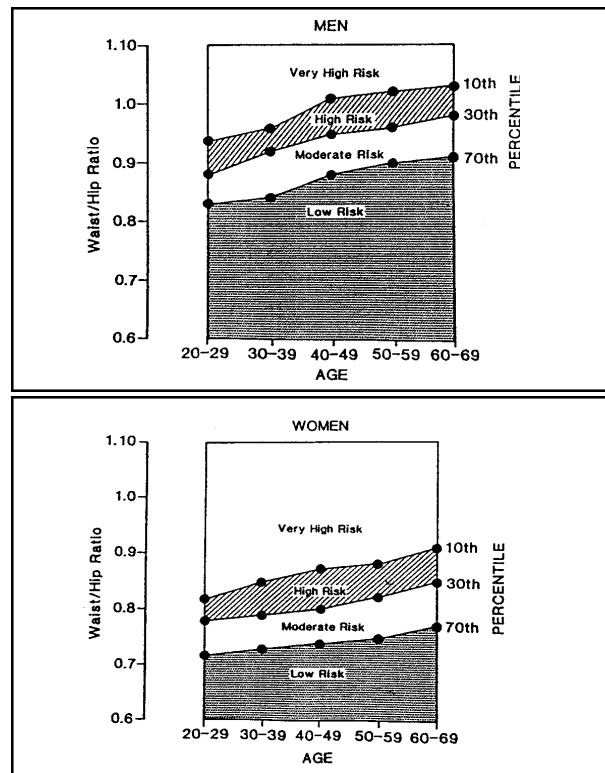 MEN
1.10
1.0
0.9
0.8
0.7
0.6
Waist/Hip Ratio
Very High Risk
High Risk
Moderate Risk
Low Risk
10th
30th
70th
PERCENTILE
20-29 30-39 40-49 50-59 60-69
AGE
WOMEN
1.10
1.0
0.9
0.8
0.7
0.6
Waist/Hip Ratio
Very High Risk
High Risk
Moderate Risk
Low Risk
10th
30th
70th
PERCENTILE
20-29 30-39 40-49 50-59 60-69
AGE